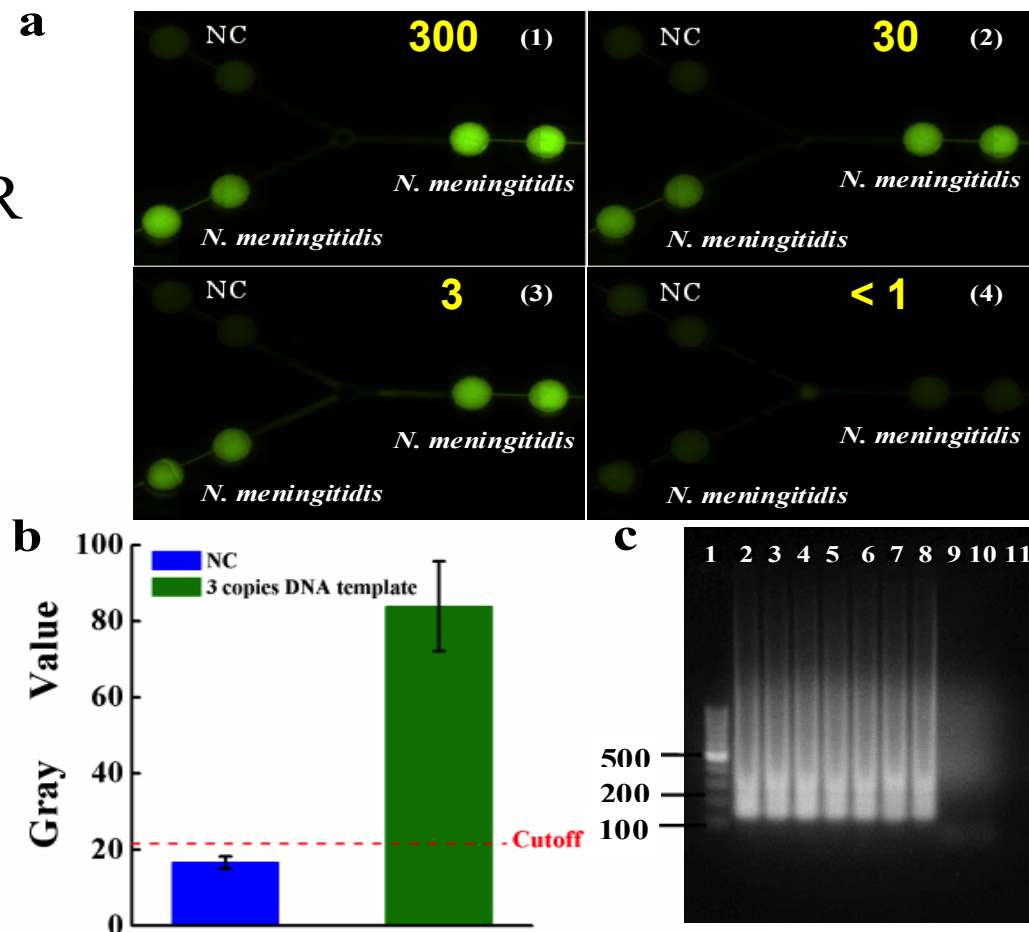 a
NC 300 (1)
N. meningitidis
N. meningitidis
NC 30 (2)
N. meningitidis
N. meningitidis
R
NC 3 (3)
N. meningitidis
N. meningitidis
NC < 1 (4)
N. meningitidis
N. meningitidis
b
100
80
60
40
20
0
Gray Value
NC
3 copies DNA template
Cutoff
c
1 2 3 4 5 6 7 8 9 10 11
500
200
100